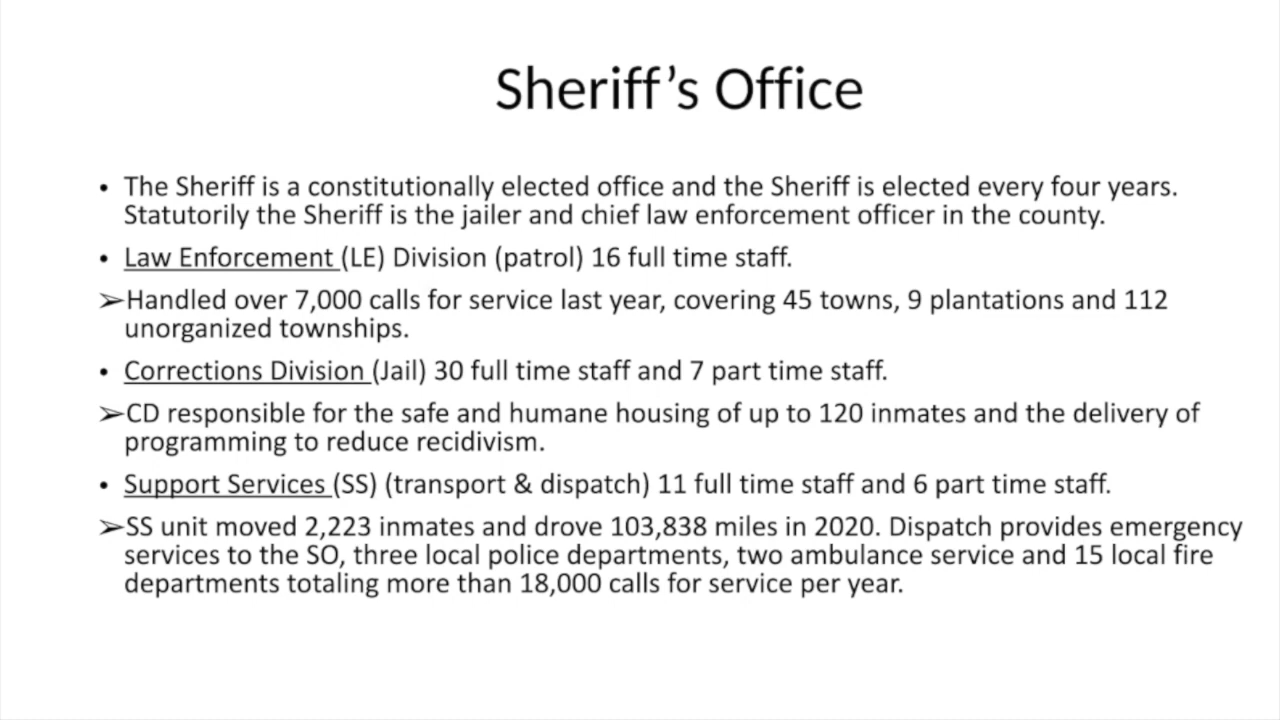 Sheriff’s Office
• The Sheriff is a constitutionally elected office and the Sheriff is elected every four years.
Statutorily the Sheriff is the jailer and chief law enforcement officer in the county.
• Law Enforcement (LE) Division (patrol) 16 full time staff.
➢Handled over 7,000 calls for service last year, covering 45 towns, 9 plantations and 112
unorganized townships.
• Corrections Division (Jail) 30 full time staff and 7 part time staff.
➢CD responsible for the safe and humane housing of up to 120 inmates and the delivery of
programming to reduce recidivism.
• Support Services (SS) (transport & dispatch) 11 full time staff and 6 part time staff.
➢SS unit moved 2,223 inmates and drove 103,838 miles in 2020. Dispatch provides emergency
services to the SO, three local police departments, two ambulance service and 15 local fire
departments totaling more than 18,000 calls for service per year.